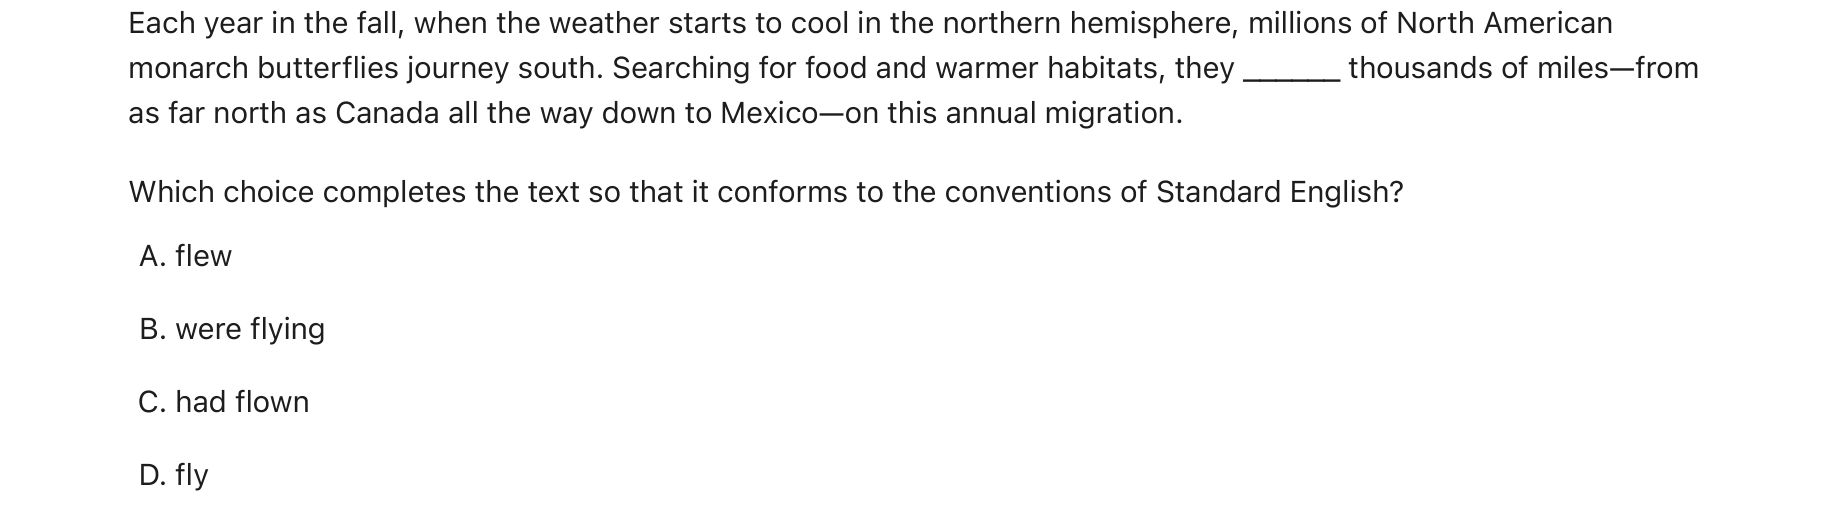 Each year in the fall, when the weather starts to cool in the northern hemisphere, millions of North American
monarch butterflies journey south. Searching for food and warmer habitats, they ______ thousands of miles—from
as far north as Canada all the way down to Mexico—on this annual migration.
Which choice completes the text so that it conforms to the conventions of Standard English?
A. flew
B. were flying
C. had flown
D. fly